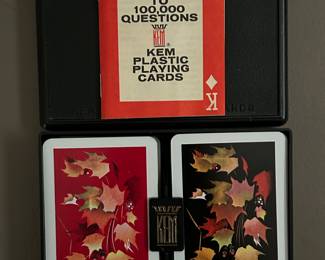 TO
100,000
QUESTIONS
KEM
®
KEM
PLASTIC
PLAYING
CARDS
K
KEM